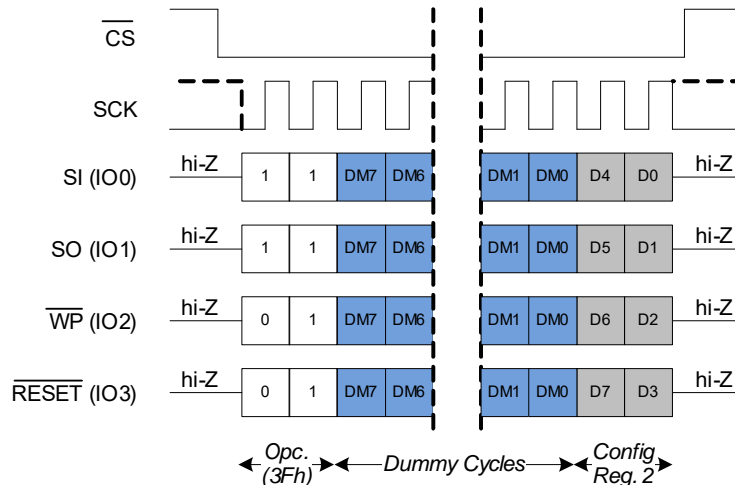 CS
SCK
SI (IO0) hi-Z 1 1 DM7 DM6 DM1 DM0 D4 D0 hi-Z
SO (IO1) hi-Z 1 1 DM7 DM6 DM1 DM0 D5 D1 hi-Z
WP (IO2) hi-Z 0 1 DM7 DM6 DM1 DM0 D6 D2 hi-Z
RESET (IO3) hi-Z 0 1 DM7 DM6 DM1 DM0 D7 D3 hi-Z
Opc. Config
(3Fh) Dummy Cycles Reg. 2